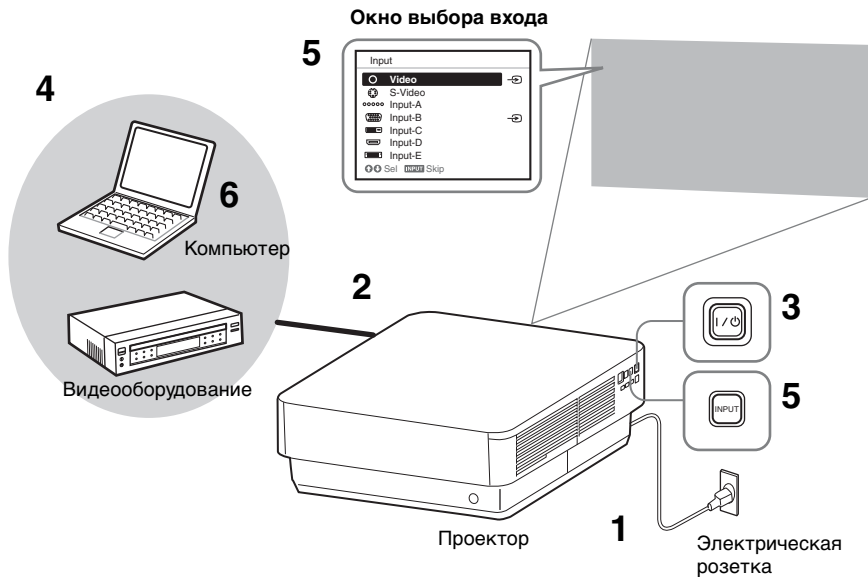 Окно выбора входа
5
Input
Video
S-Video
Input-A
Input-B
Input-C
Input-D
Input-E
Sel INPUT Skip
4
6
Компьютер
Видеооборудование
2
3
I / ⏻
5
INPUT
1
Проектор
Электрическая
розетка